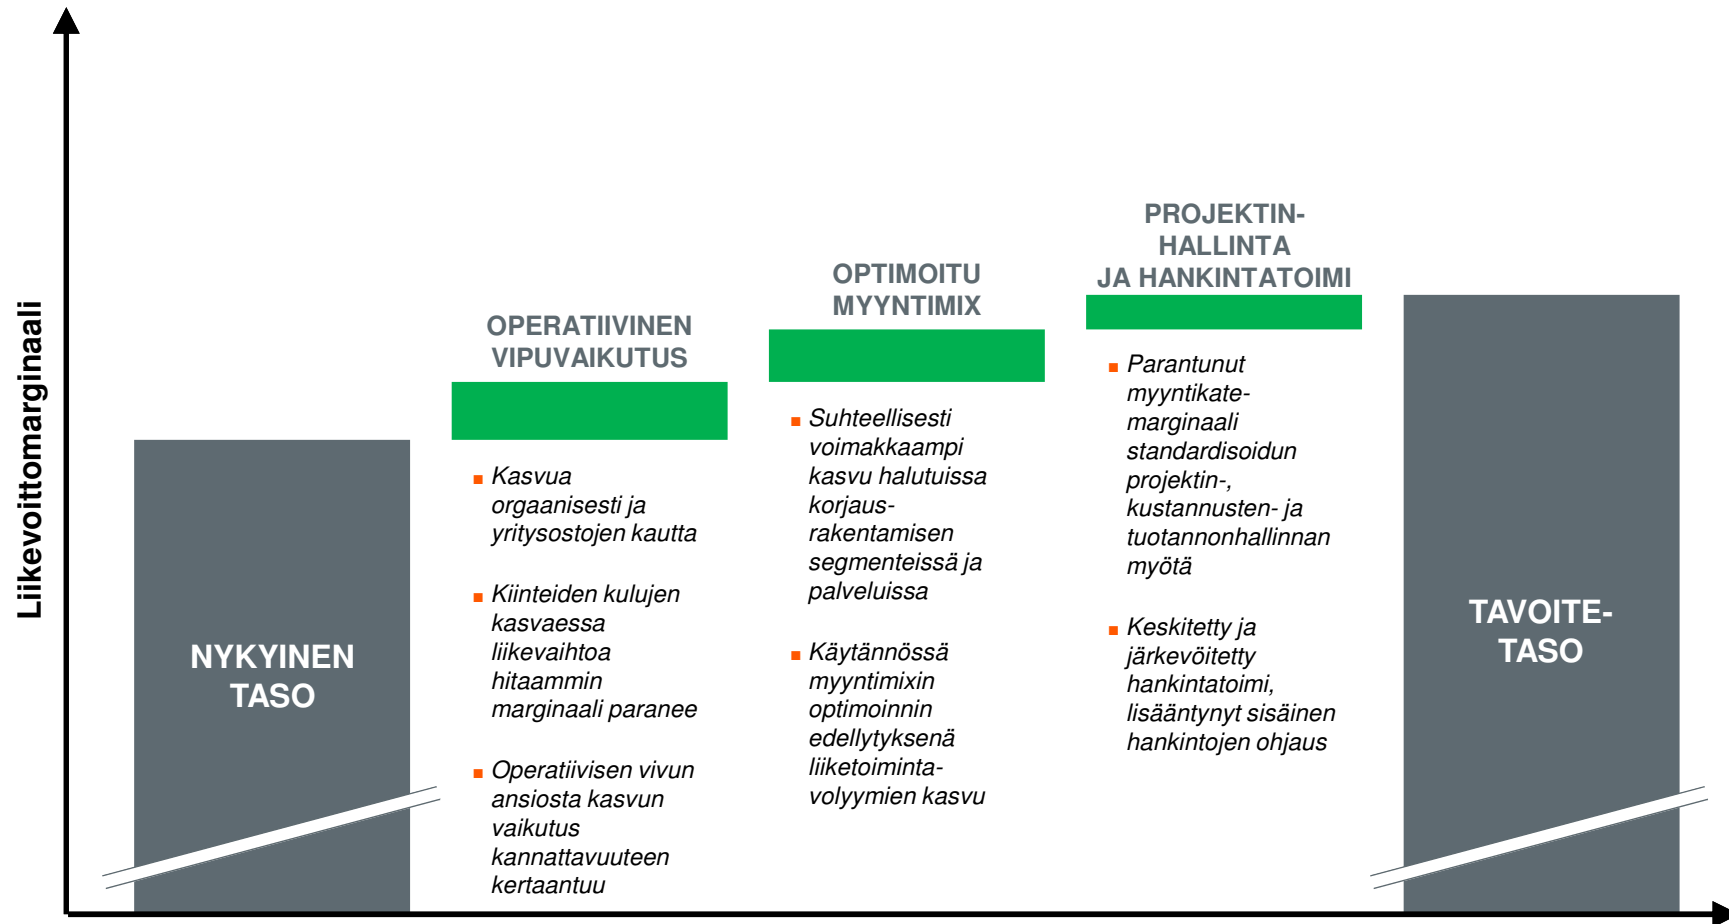 Liikevoittomarginaali
NYKYINEN
TASO
OPERATIIVINEN
VIPUVAIKUTUS
Kasvua
orgaanisesti ja
yritysostojen kautta
Kiinteiden kulujen
kasvaessa
liikevaihtoa
hitaammin
marginaali paranee
Operatiivisen vivun
ansiosta kasvun
vaikutus
kannattavuuteen
kertaantuu
OPTIMOITU
MYYNTIMIX
Suhteellisesti
voimakkaampi
kasvu halutuissa
korjaus-
rakentamisen
segmenteissä ja
palveluissa
Käytännössä
myyntimixin
optimoinnin
edellytyksenä
liiketoiminta-
volyymien kasvu
PROJEKTIN-
HALLINTA
JA HANKINTATOIMI
Parantunut
myyntikate-
marginaali
standardisoidun
projektin-,
kustannusten- ja
tuotannonhallinnan
myötä
Keskitetty ja
järkevöitetty
hankintatoimi,
lisääntynyt sisäinen
hankintojen ohjaus
TAVOITE-
TASO